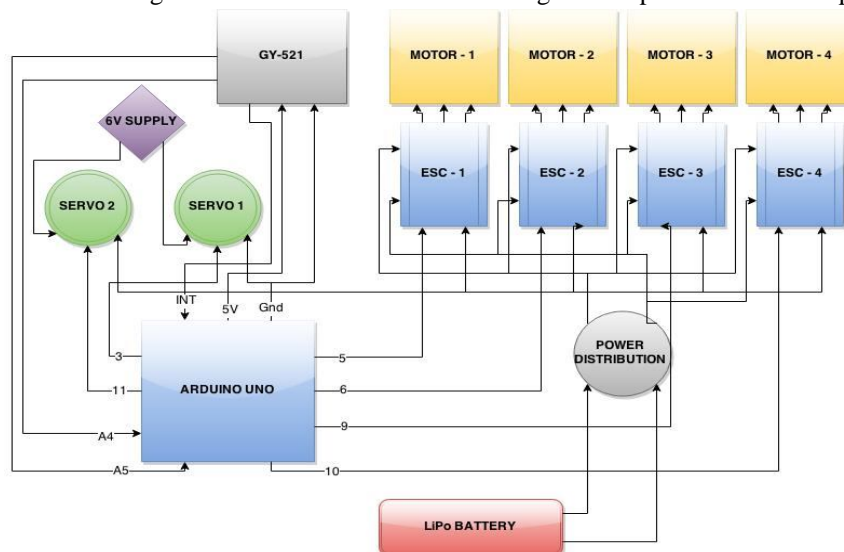 GY-521
MOTOR - 1
MOTOR - 2
MOTOR - 3
MOTOR - 4
6V SUPPLY
ESC - 1
ESC - 2
ESC - 3
ESC - 4
SERVO 2
SERVO 1
INT
5V
Gnd
3
5
POWER
DISTRIBUTION
11
ARDUINO UNO
6
9
A4
A5
10
LiPo BATTERY